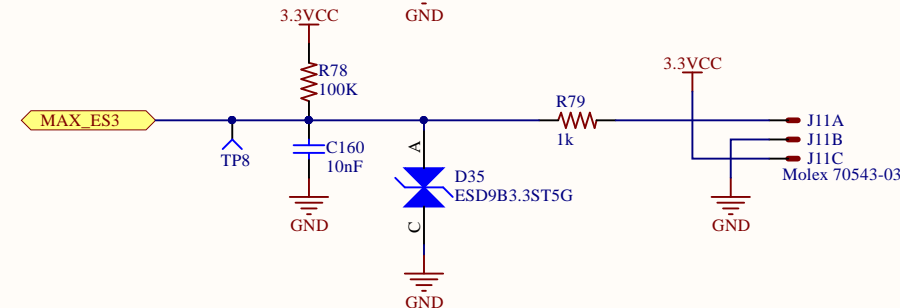 GND
3.3VCC
R78
100K
3.3VCC
R79
1k
MAX_ES3
TP8
C160
10nF
A
D35
ESD9B3.3ST5G
C
J11A
J11B
J11C
Molex 70543-03
GND
GND
GND